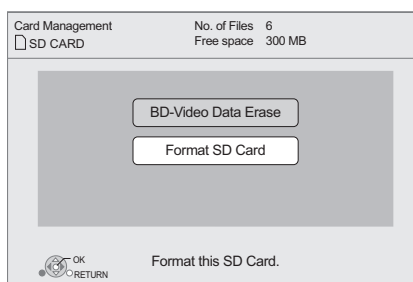 Card Management
SD CARD
No. of Files 6
Free space 300 MB
BD-Video Data Erase
Format SD Card
OK
RETURN
Format this SD Card.